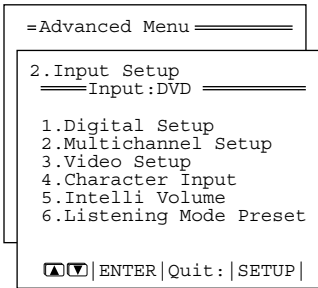 =Advanced Menu
2.Input Setup
Input:DVD
1.Digital Setup
2.Multichannel Setup
3.Video Setup
4.Character Input
5.Intelli Volume
6.Listening Mode Preset
▲▼|ENTER|Quit:|SETUP|